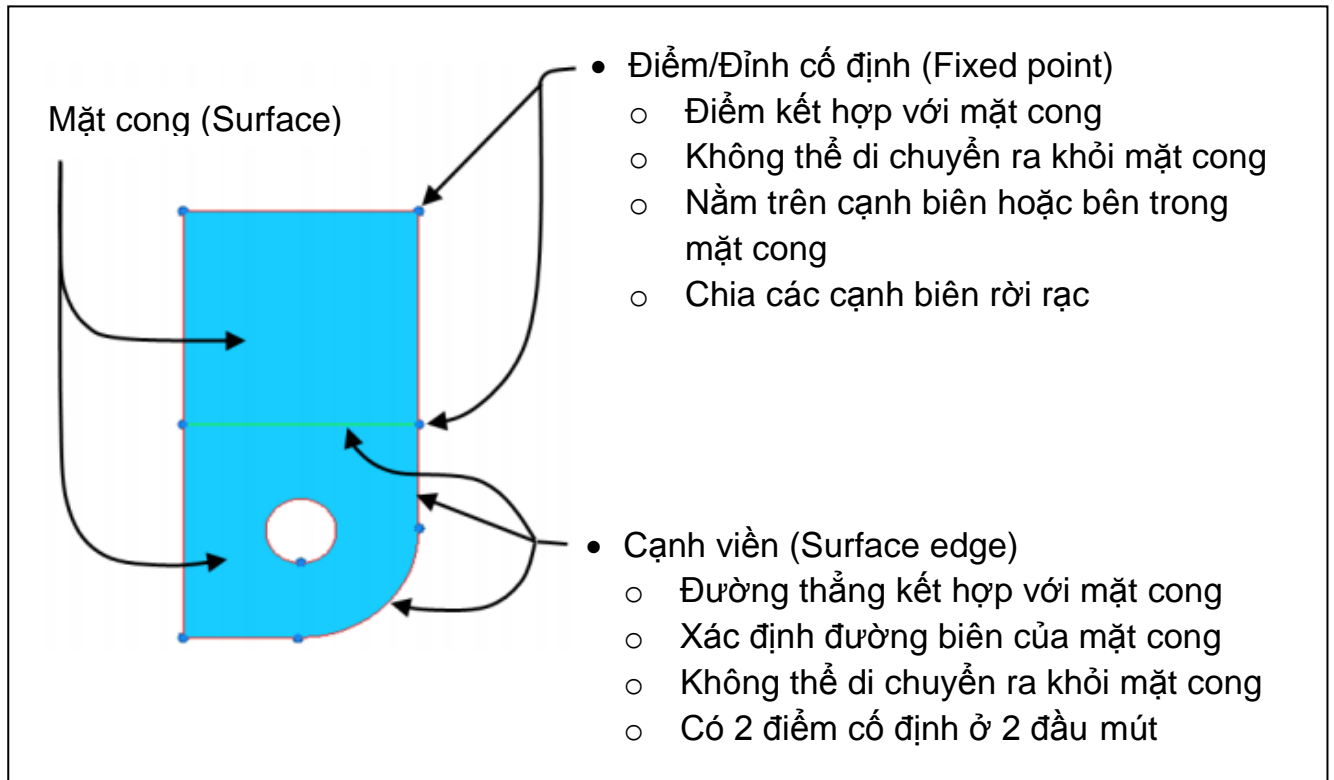 Mặt cong (Surface)
• Điểm/Đỉnh cố định (Fixed point)
o Điểm kết hợp với mặt cong
o Không thể di chuyển ra khỏi mặt cong
o Nằm trên cạnh biên hoặc bên trong
mặt cong
o Chia các cạnh biên rời rạc
• Cạnh viền (Surface edge)
o Đường thẳng kết hợp với mặt cong
o Xác định đường biên của mặt cong
o Không thể di chuyển ra khỏi mặt cong
o Có 2 điểm cố định ở 2 đầu mút